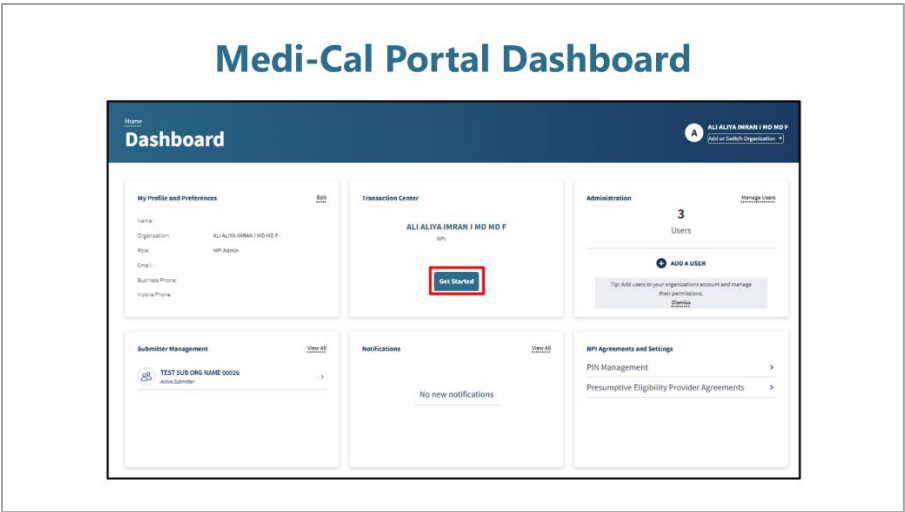 Medi-Cal Portal Dashboard
Home
Dashboard
A
ALI ALIYA IMRAN I MD MD F
Add or Switch Organization
My Profile and Preferences
Edit
Name:
Organization: ALI ALIYA IMRAN I MD MD F
Role: NPI Admin
Email:
Business Phone:
Mobile Phone:
Transaction Center
ALI ALIYA IMRAN I MD MD F
NPI:
Get Started
Administration
Manage Users
3
Users
ADD A USER
Tip: Add users to your organizations account and manage
their permissions.
Dismiss
Submitter Management
View All
TEST SUB ORG NAME 00026
Active Submitter
Notifications
View All
No new notifications
NPI Agreements and Settings
PIN Management
Presumptive Eligibility Provider Agreements